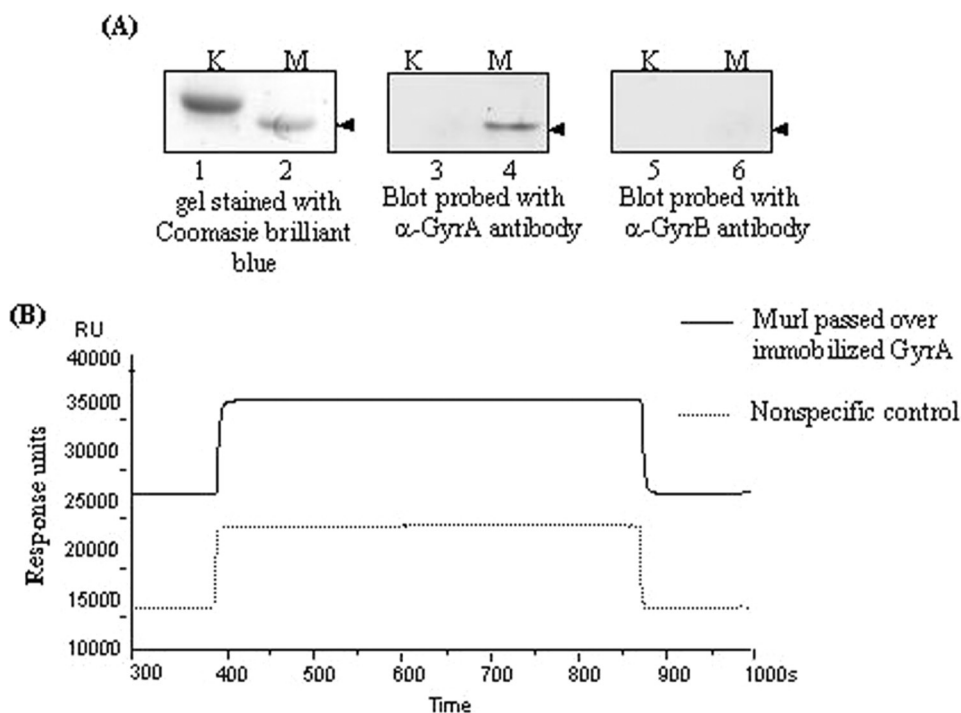 (A)
K M K M K M
1 2 3 4 5 6
gel stained with
Coomasie brilliant
blue
Blot probed with
α-GyrA antibody
Blot probed with
α-GyrB antibody
(B)
RU
40000
35000
30000
25000
20000
15000
10000
Response units
300 400 500 600 700 800 900 1000s
Time
MurI passed over
immobilized GyrA
Nonspecific control